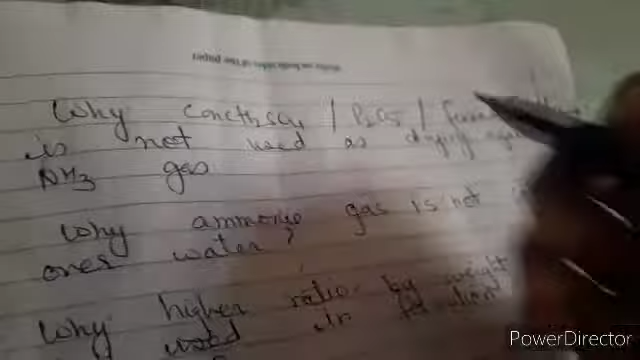 Why conc H2SO4 / P2O5 /
is not used as drying
NH3 gas
Why ammonia gas is not
over water?
Why higher ratio by weight
used in
PowerDirector